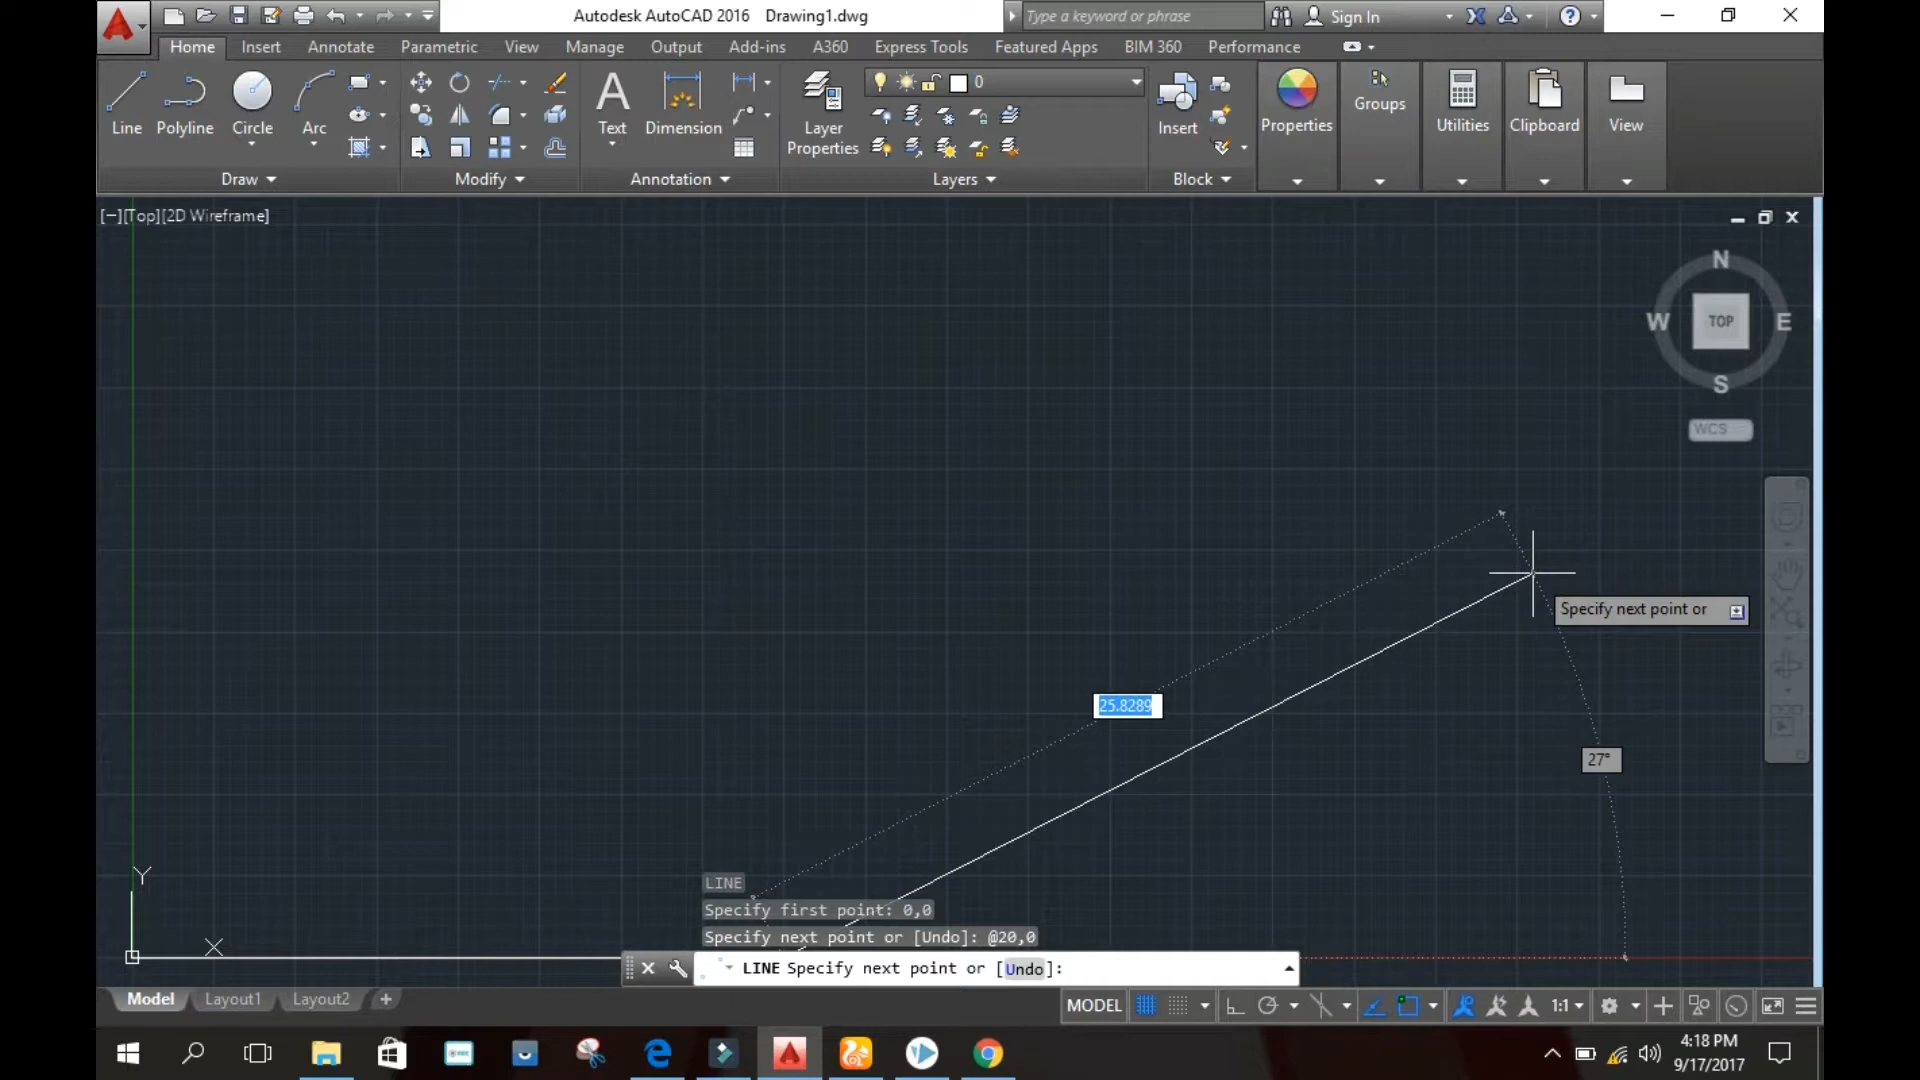 Autodesk AutoCAD 2016 Drawing1.dwg
Type a keyword or phrase
Sign In
Home Insert Annotate Parametric View Manage Output Add-ins A360 Express Tools Featured Apps BIM 360 Performance
0
Line Polyline Circle Arc
Text Dimension
Layer Properties
Insert
Properties
Groups
Utilities
Clipboard
View
Draw Modify Annotation Layers Block
[−][Top][2D Wireframe]
N
W TOP E
S
WCS
Specify next point or
25.8289
27°
Y
X
LINE
Specify first point: 0,0
Specify next point or [Undo]: @20,0
LINE Specify next point or [Undo]:
Model Layout1 Layout2 +
MODEL 1:1
4:18 PM
9/17/2017